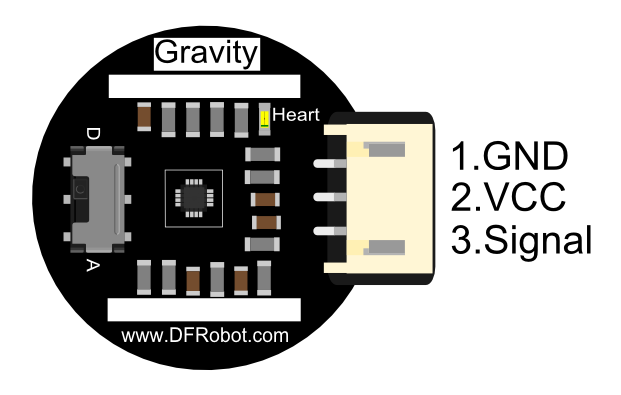 Gravity
Heart
D
A
1.GND
2.VCC
3.Signal
www.DFRobot.com